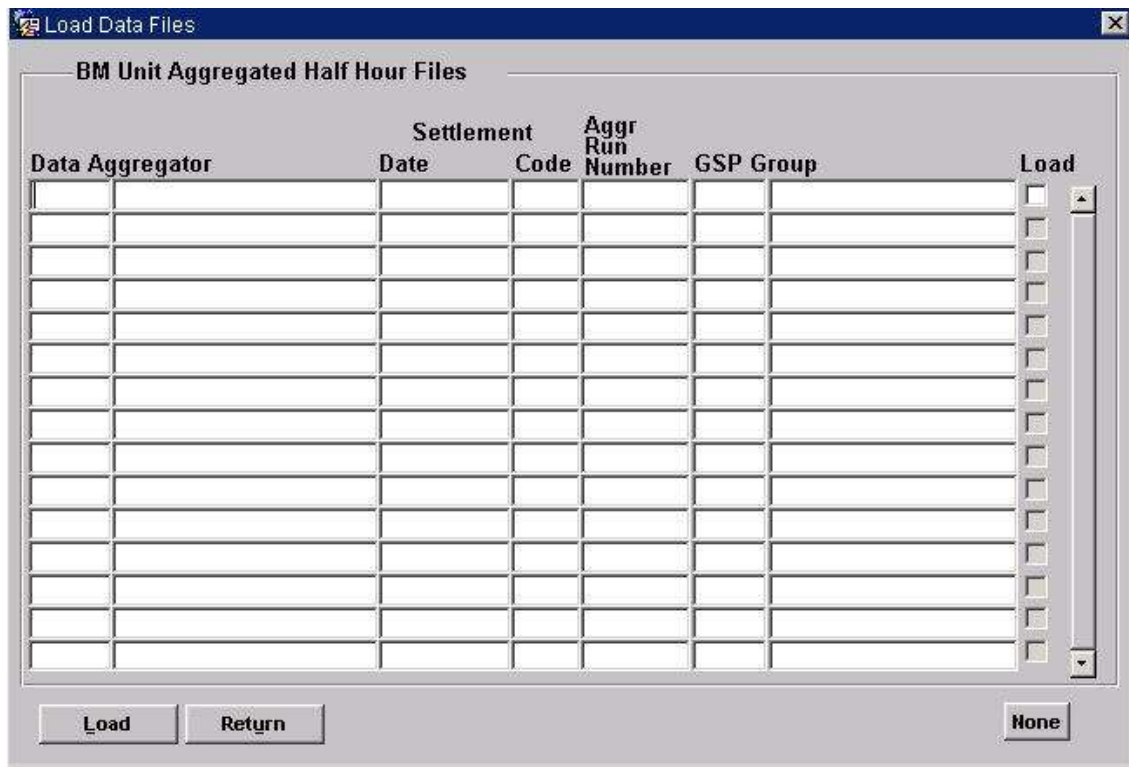 Load Data Files
BM Unit Aggregated Half Hour Files
Settlement
Aggr
Run
Data Aggregator Date Code Number GSP Group Load
Load Return None